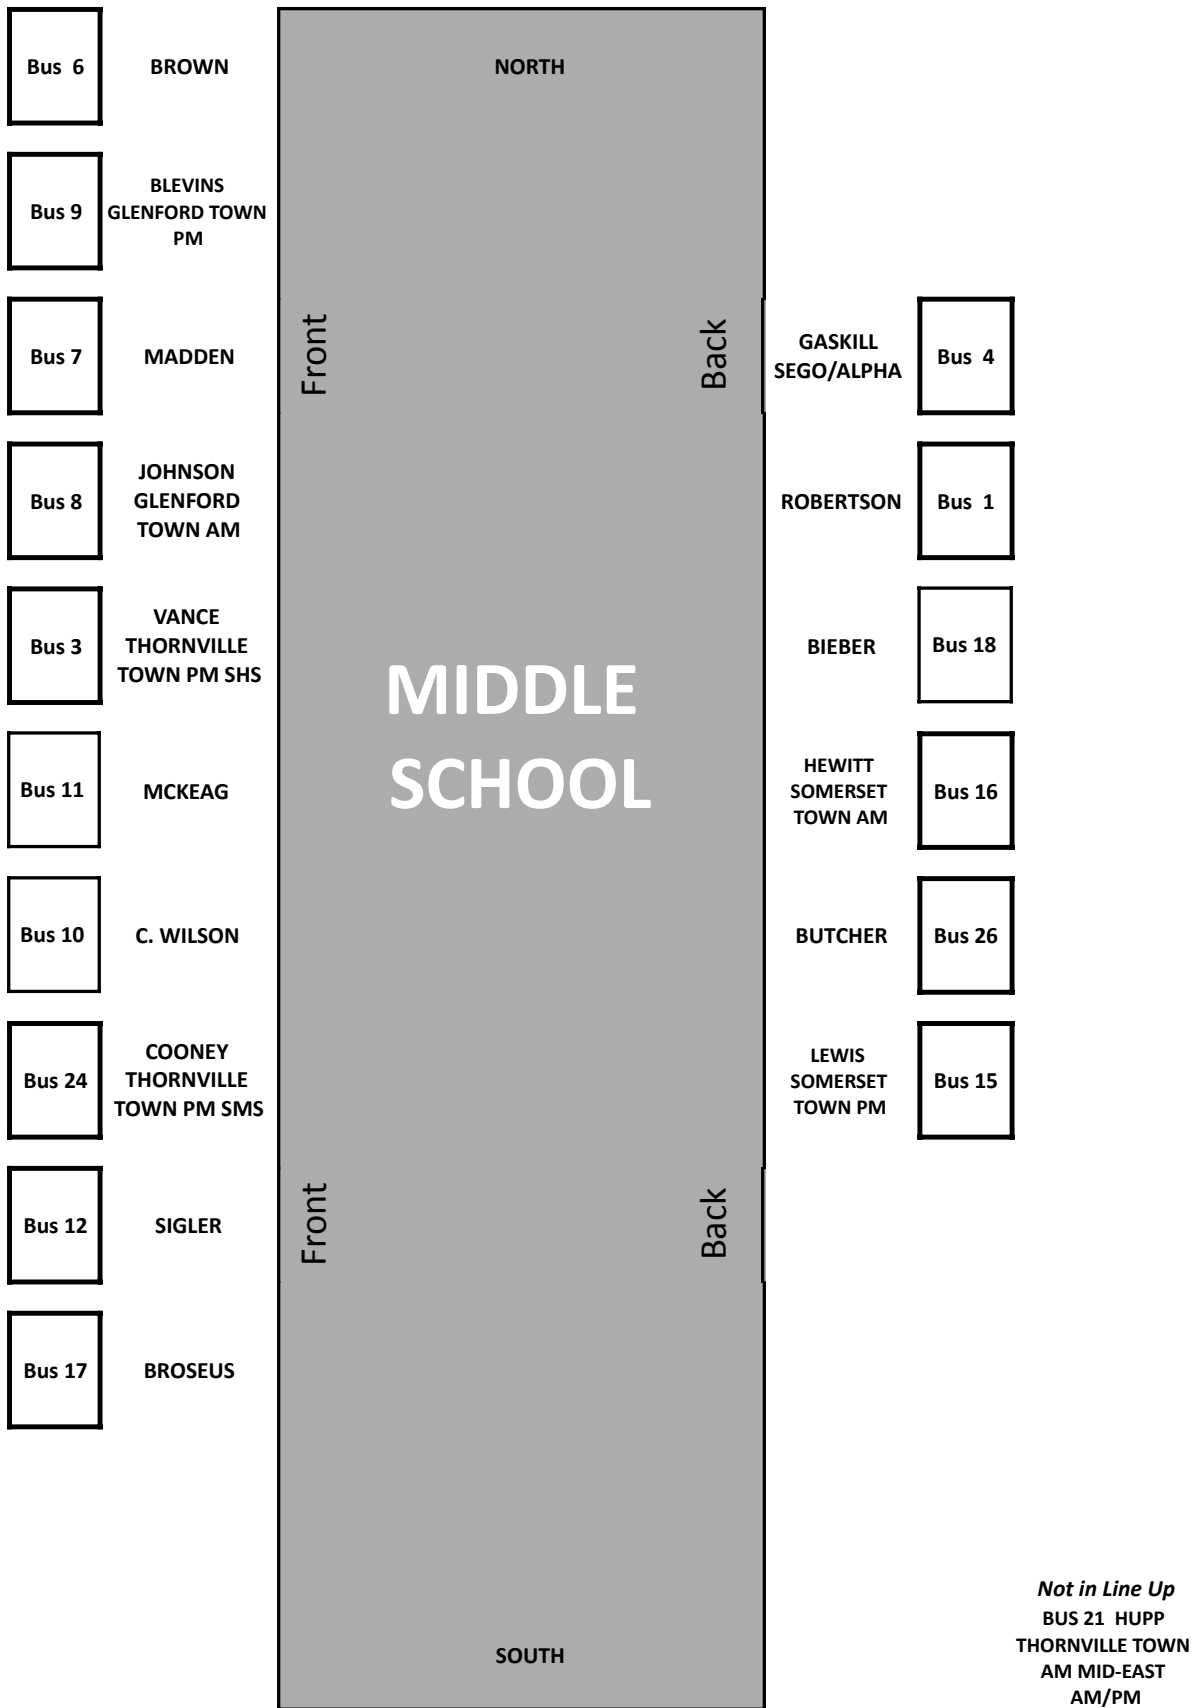 Bus 6
BROWN
NORTH
Bus 9
BLEVINS
GLENFORD TOWN
PM
Bus 7
MADDEN
Front
Back
GASKILL
SEGO/ALPHA
Bus 4
Bus 8
JOHNSON
GLENFORD
TOWN AM
ROBERTSON
Bus 1
Bus 3
VANCE
THORNVILLE
TOWN PM SHS
MIDDLE
SCHOOL
BIEBER
Bus 18
Bus 11
MCKEAG
HEWITT
SOMERSET
TOWN AM
Bus 16
Bus 10
C. WILSON
BUTCHER
Bus 26
Bus 24
COONEY
THORNVILLE
TOWN PM SMS
LEWIS
SOMERSET
TOWN PM
Bus 15
Bus 12
SIGLER
Front
Back
Bus 17
BROSEUS
SOUTH
Not in Line Up
BUS 21 HUPP
THORNVILLE TOWN
AM MID-EAST
AM/PM